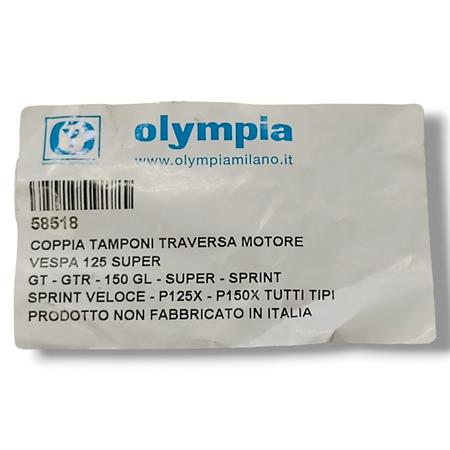 olympia
www.olympiamilano.it
58518
COPPIA TAMPONI TRAVERSA MOTORE
VESPA 125 SUPER
GT - GTR - 150 GL - SUPER - SPRINT
SPRINT VELOCE - P125X - P150X TUTTI TIPI
PRODOTTO NON FABBRICATO IN ITALIA